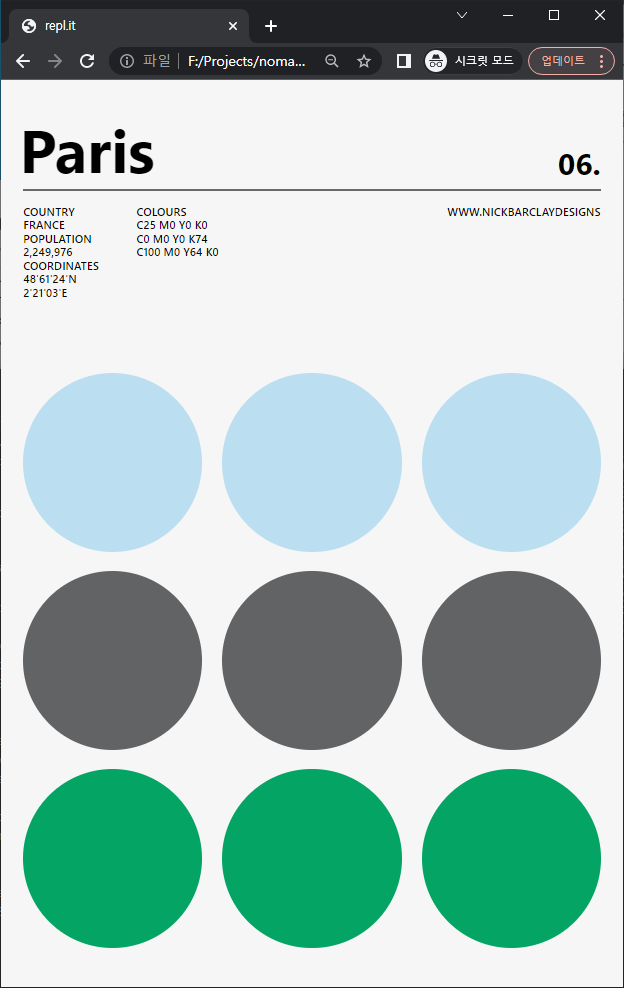 repl.it
파일 F:/Projects/noma...
시크릿 모드
업데이트
Paris
06.
COUNTRY
FRANCE
POPULATION
2,249,976
COORDINATES
48'61'24'N
2'21'03'E
COLOURS
C25 M0 Y0 K0
C0 M0 Y0 K74
C100 M0 Y64 K0
WWW.NICKBARCLAYDESIGNS